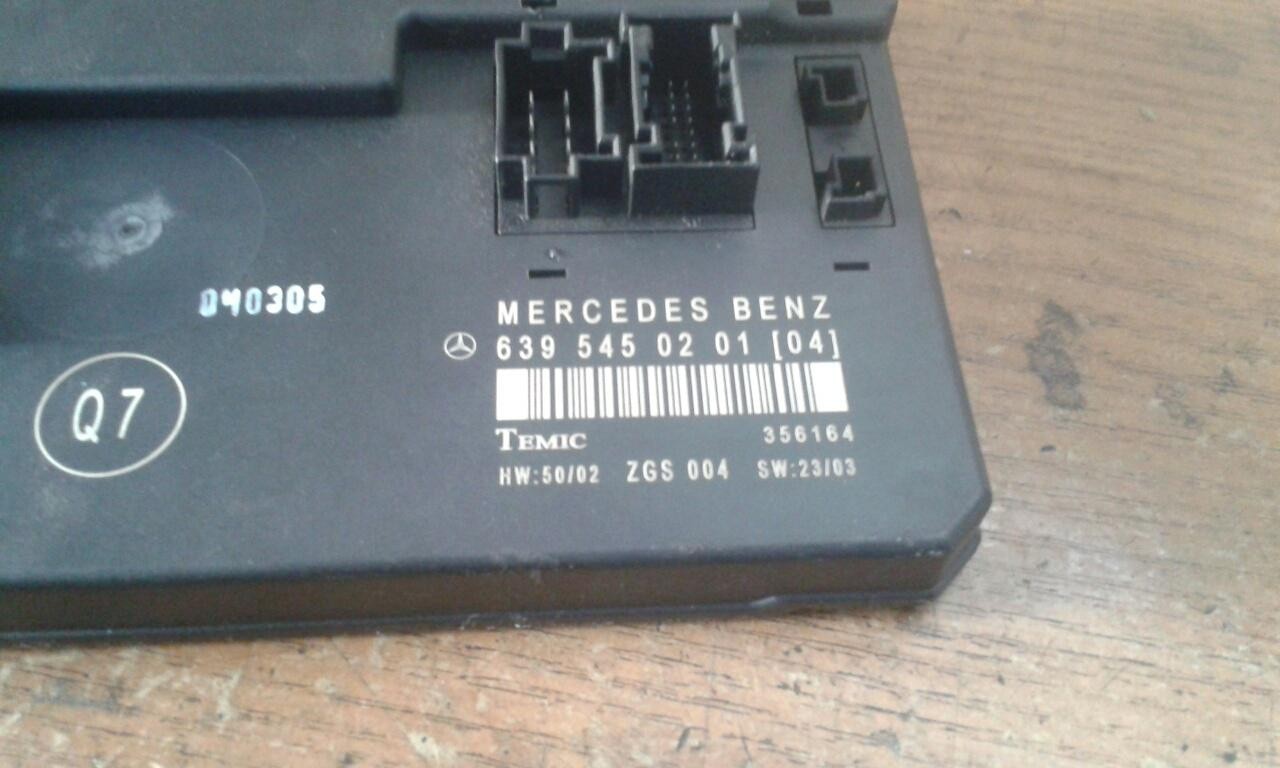 040305
Q7
MERCEDES BENZ
639 545 02 01 [04]
TEMIC 356164
HW:50/02 ZGS 004 SW:23/03